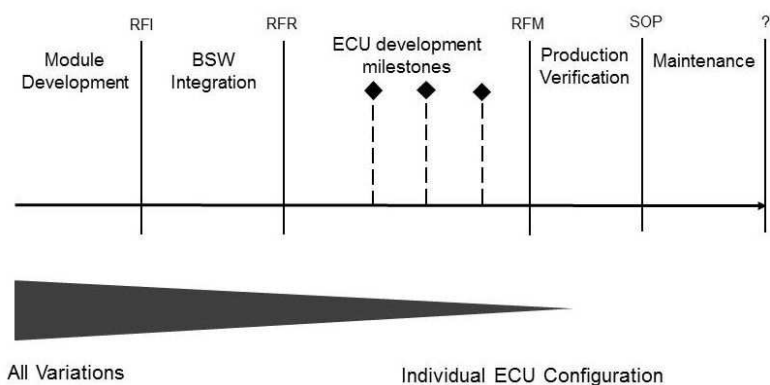 RFI
RFR
RFM
SOP
?
Module
Development
BSW
Integration
ECU development
milestones
Production
Verification
Maintenance
All Variations
Individual ECU Configuration